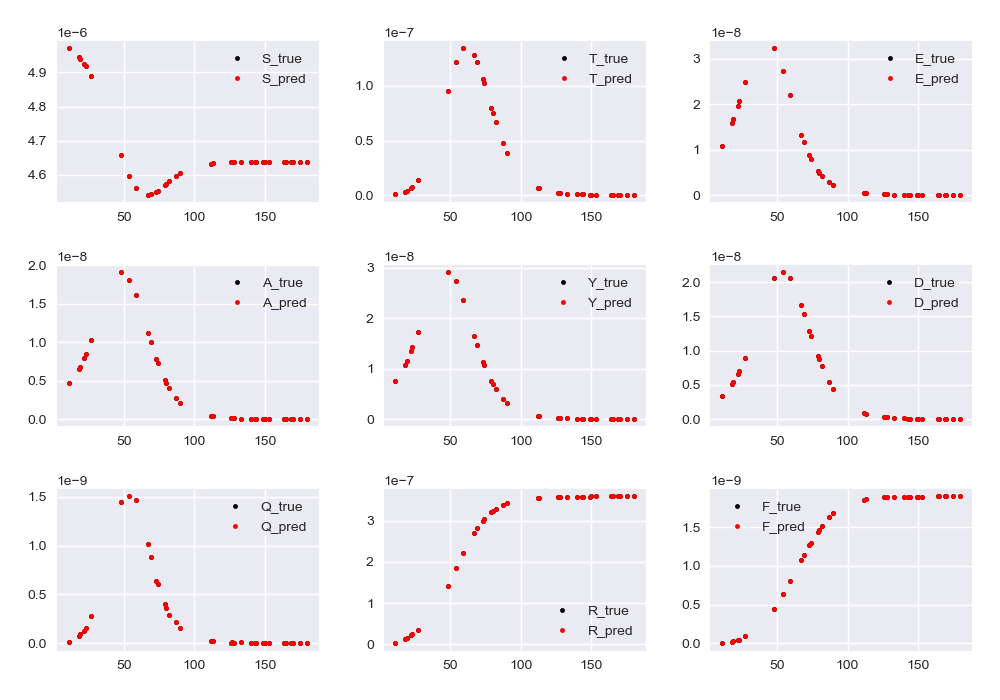 1e−6 1e−7 1e−8
4.9 4.8 4.7 4.6
S_true
S_pred
50 100 150
1.0 0.5 0.0
T_true
T_pred
50 100 150
3 2 1 0
E_true
E_pred
50 100 150
1e−8 1e−8 1e−8
2.0 1.5 1.0 0.5 0.0
A_true
A_pred
50 100 150
3 2 1 0
Y_true
Y_pred
50 100 150
2.0 1.5 1.0 0.5 0.0
D_true
D_pred
50 100 150
1e−9 1e−7 1e−9
1.5 1.0 0.5 0.0
Q_true
Q_pred
50 100 150
3 2 1 0
R_true
R_pred
50 100 150
1.5 1.0 0.5 0.0
F_true
F_pred
50 100 150